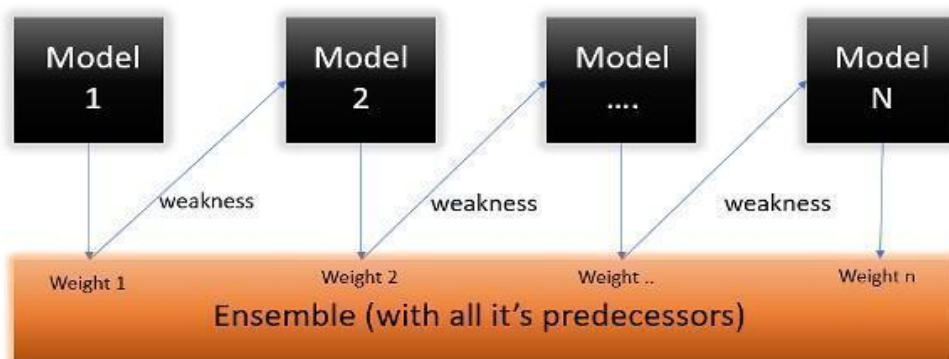 Model
1
Model
2
Model
....
Model
N
weakness
weakness
weakness
Weight 1
Weight 2
Weight ..
Weight n
Ensemble (with all it's predecessors)